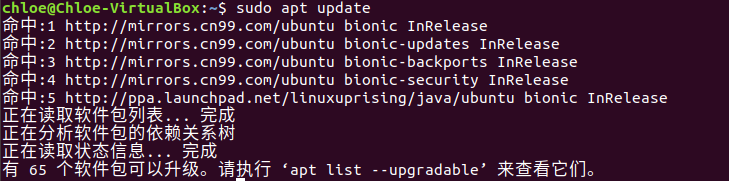 chloe@Chloe-VirtualBox:~$ sudo apt update
命中:1 http://mirrors.cn99.com/ubuntu bionic InRelease
命中:2 http://mirrors.cn99.com/ubuntu bionic-updates InRelease
命中:3 http://mirrors.cn99.com/ubuntu bionic-backports InRelease
命中:4 http://mirrors.cn99.com/ubuntu bionic-security InRelease
命中:5 http://ppa.launchpad.net/linuxuprising/java/ubuntu bionic InRelease
正在读取软件包列表... 完成
正在分析软件包的依赖关系树
正在读取状态信息... 完成
有 65 个软件包可以升级。请执行 ‘apt list --upgradable’ 来查看它们。